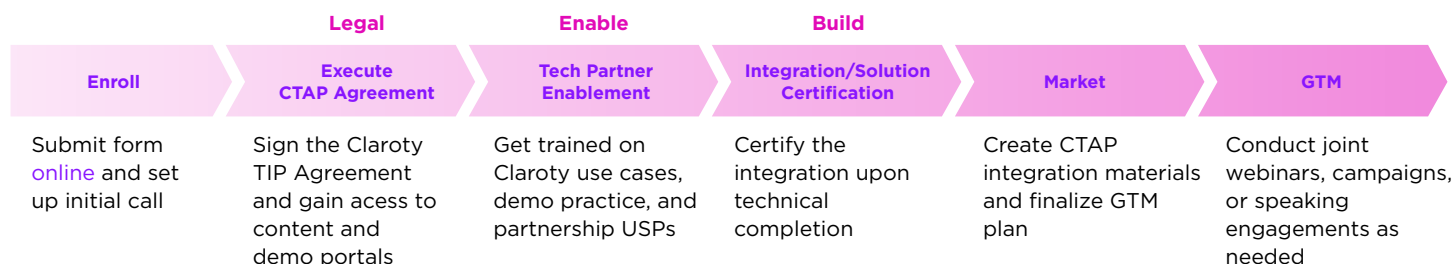 Legal
Enable
Build
Enroll
Execute
CTAP Agreement
Tech Partner
Enablement
Integration/Solution
Certification
Market
GTM
Submit form
online and set
up initial call
Sign the Claroty
TIP Agreement
and gain acess to
content and
demo portals
Get trained on
Claroty use cases,
demo practice, and
partnership USPs
Certify the
integration upon
technical
completion
Create CTAP
integration materials
and finalize GTM
plan
Conduct joint
webinars, campaigns,
or speaking
engagements as
needed